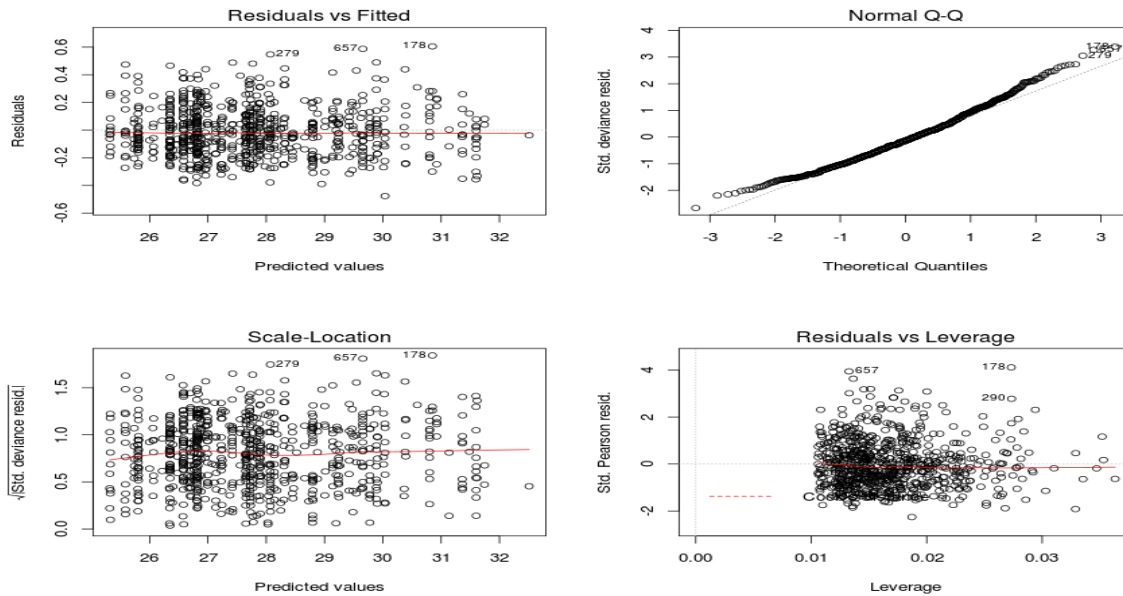 Residuals vs Fitted
Residuals
0.6
0.2
-0.2
-0.6
279
657
178
26 27 28 29 30 31 32
Predicted values
Normal Q-Q
Std. deviance resid.
4
3
2
1
0
-1
-2
178
279
-3 -2 -1 0 1 2 3
Theoretical Quantiles
Scale-Location
√|Std. deviance resid.|
1.5
1.0
0.5
0.0
279
657
178
26 27 28 29 30 31 32
Predicted values
Residuals vs Leverage
Std. Pearson resid.
4
2
0
-2
657
178
290
0.00 0.01 0.02 0.03
Leverage